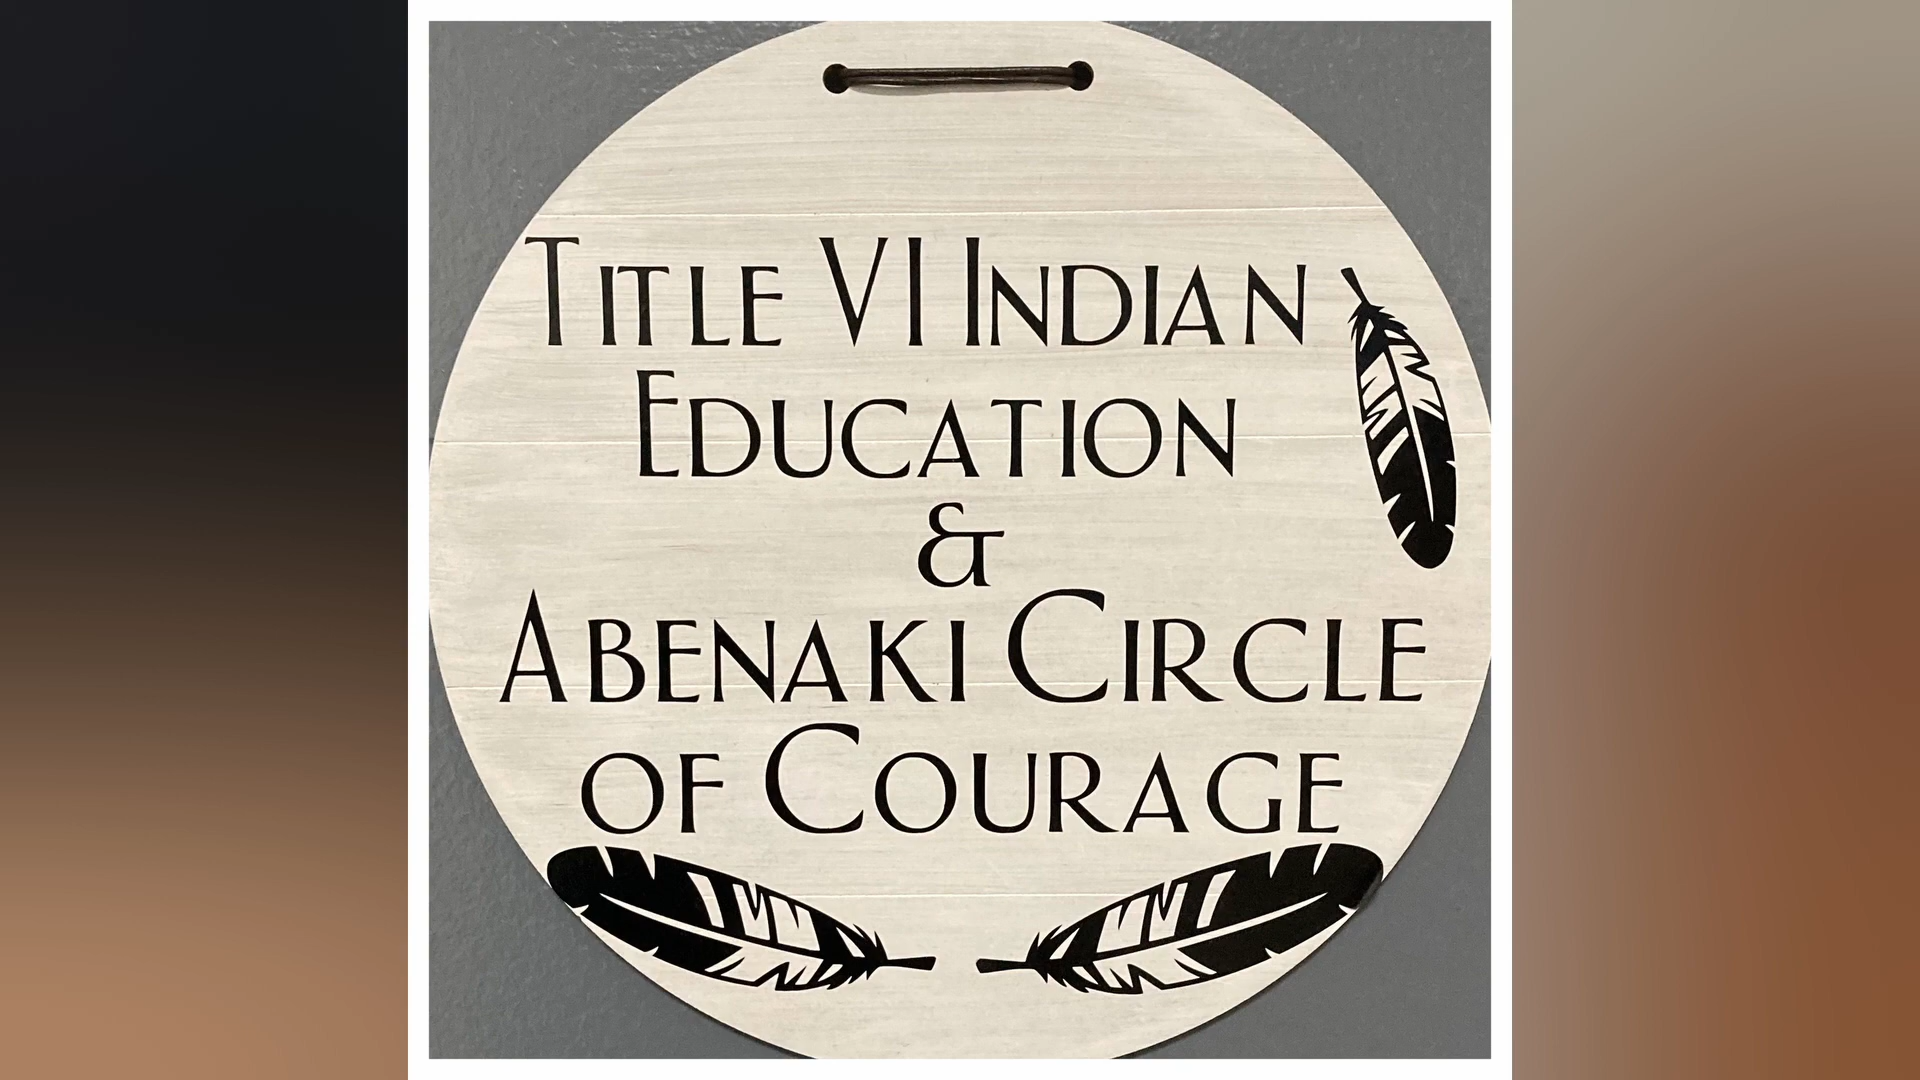 Title VI Indian
Education
&
Abenaki Circle
of Courage